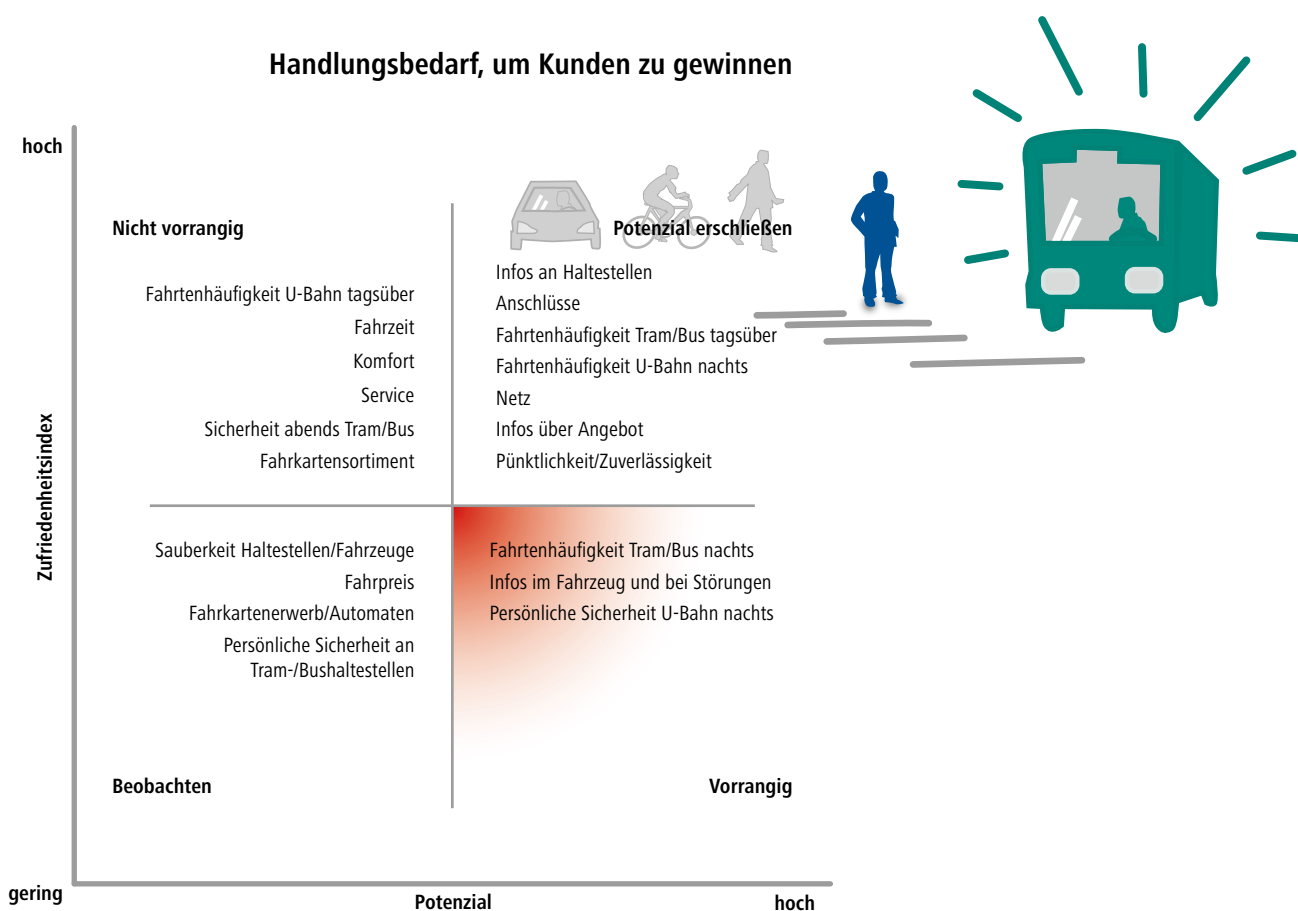 Handlungsbedarf, um Kunden zu gewinnen
hoch
Nicht vorrangig
Fahrtenhäufigkeit U-Bahn tagsüber
Fahrzeit
Komfort
Service
Sicherheit abends Tram/Bus
Fahrkartensortiment
Potenzial erschließen
Infos an Haltestellen
Anschlüsse
Fahrtenhäufigkeit Tram/Bus tagsüber
Fahrtenhäufigkeit U-Bahn nachts
Netz
Infos über Angebot
Pünktlichkeit/Zuverlässigkeit
Zufriedenheitsindex
Sauberkeit Haltestellen/Fahrzeuge
Fahrpreis
Fahrkartenerwerb/Automaten
Persönliche Sicherheit an
Tram-/Bushaltestellen
Beobachten
Fahrtenhäufigkeit Tram/Bus nachts
Infos im Fahrzeug und bei Störungen
Persönliche Sicherheit U-Bahn nachts
Vorrangig
gering
Potenzial
hoch